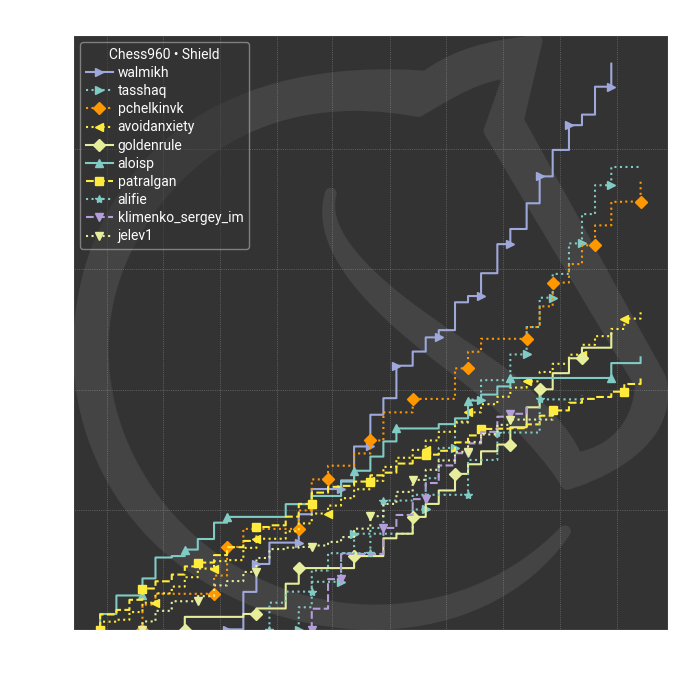 Chess960 • Shield
walmikh
tasshaq
pchelkinvk
avoidanxiety
goldenrule
aloisp
patralgan
alifie
klimenko_sergey_im
jelev1